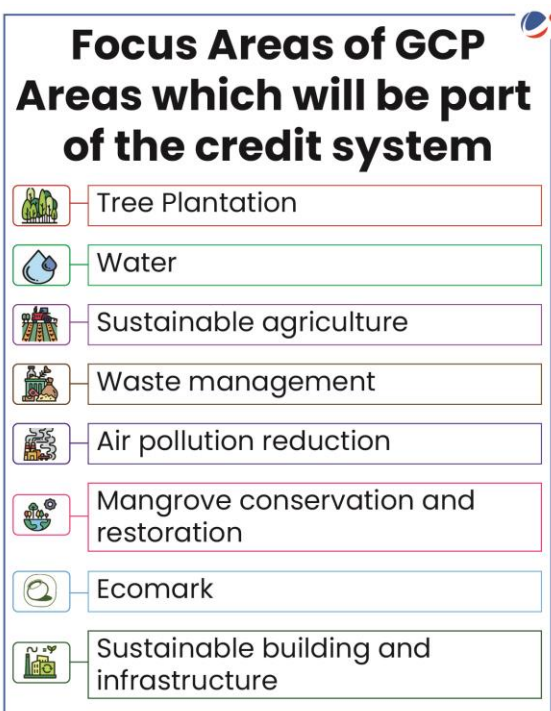 Focus Areas of GCP
Areas which will be part
of the credit system
Tree Plantation
Water
Sustainable agriculture
Waste management
Air pollution reduction
Mangrove conservation and
restoration
Ecomark
Sustainable building and
infrastructure